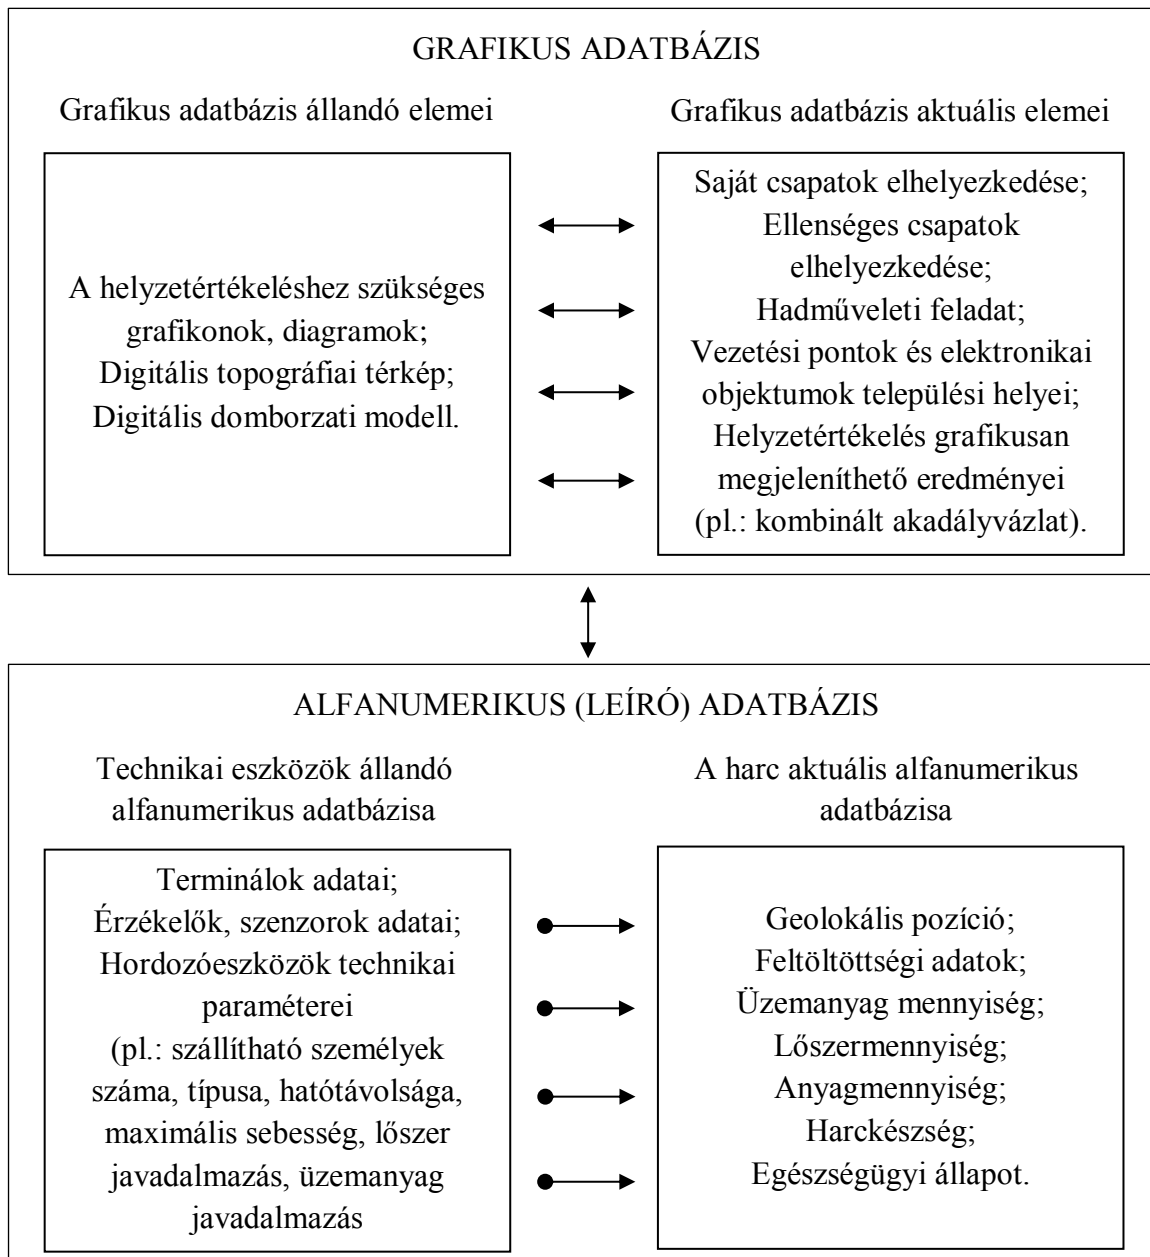 GRAFIKUS ADATBÁZIS
Grafikus adatbázis állandó elemei
A helyzetértékeléshez szükséges
grafikonok, diagramok;
Digitális topográfiai térkép;
Digitális domborzati modell.
Grafikus adatbázis aktuális elemei
Saját csapatok elhelyezkedése;
Ellenséges csapatok
elhelyezkedése;
Hadműveleti feladat;
Vezetési pontok és elektronikai
objektumok települési helyei;
Helyzetértékelés grafikusan
megjeleníthető eredményei
(pl.: kombinált akadályvázlat).
ALFANUMERIKUS (LEÍRÓ) ADATBÁZIS
Technikai eszközök állandó
alfanumerikus adatbázisa
Terminálok adatai;
Érzékelők, szenzorok adatai;
Hordozóeszközök technikai
paraméterei
(pl.: szállítható személyek
száma, típusa, hatótávolsága,
maximális sebesség, lőszer
javadalmazás, üzemanyag
javadalmazás
A harc aktuális alfanumerikus
adatbázisa
Geolokális pozíció;
Feltöltöttségi adatok;
Üzemanyag mennyiség;
Lőszermennyiség;
Anyagmennyiség;
Harckészség;
Egészségügyi állapot.